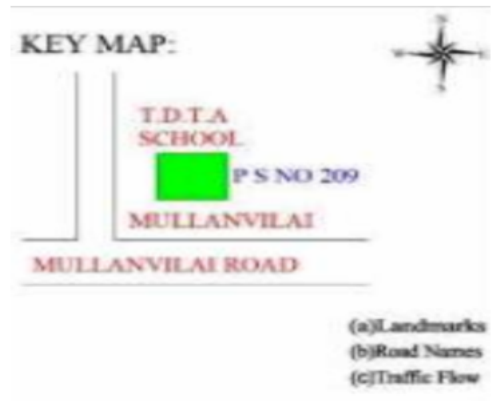 KEY MAP:
N
W
S
T.D.T.A
SCHOOL
P S NO 209
MULLANVILAI
MULLANVILAI ROAD
(a)Landmarks
(b)Road Names
(c)Traffic Flow